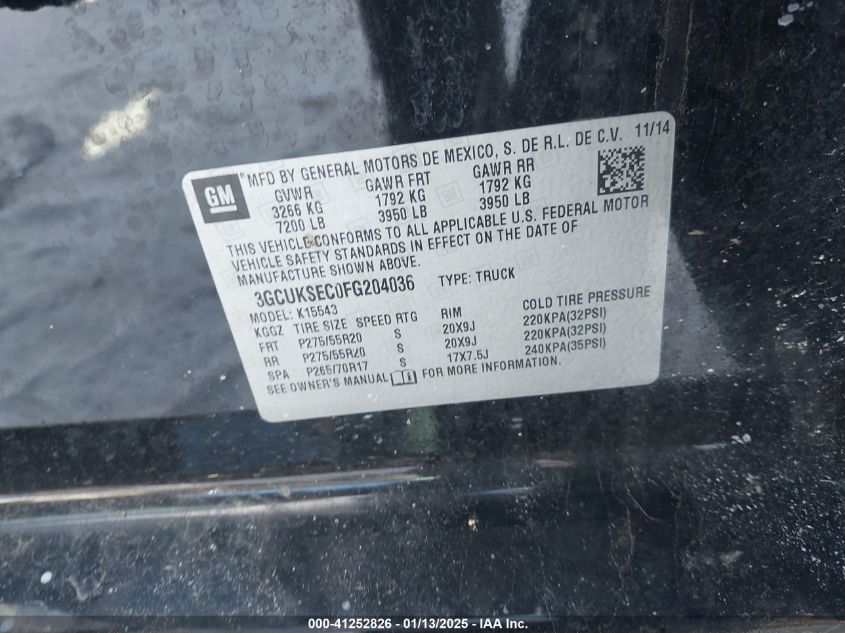 GM
MFD BY GENERAL MOTORS DE MEXICO, S. DE R.L. DE C.V. 11/14
GVWR GAWR FRT GAWR RR
3266 KG 1792 KG 1792 KG
7200 LB 3950 LB 3950 LB
THIS VEHICLE CONFORMS TO ALL APPLICABLE U.S. FEDERAL MOTOR
VEHICLE SAFETY STANDARDS IN EFFECT ON THE DATE OF
MANUFACTURE SHOWN ABOVE.
3GCUKSEC0FG204036 TYPE: TRUCK
MODEL: K15543
KGGZ TIRE SIZE SPEED RTG RIM COLD TIRE PRESSURE
FRT P275/55R20 S 20X9J 220KPA(32PSI)
RR P275/55R20 S 20X9J 220KPA(32PSI)
SPA P265/70R17 S 17X7.5J 240KPA(35PSI)
SEE OWNER'S MANUAL FOR MORE INFORMATION.
000-41252826 / 01/13/2025 - IAA Inc.